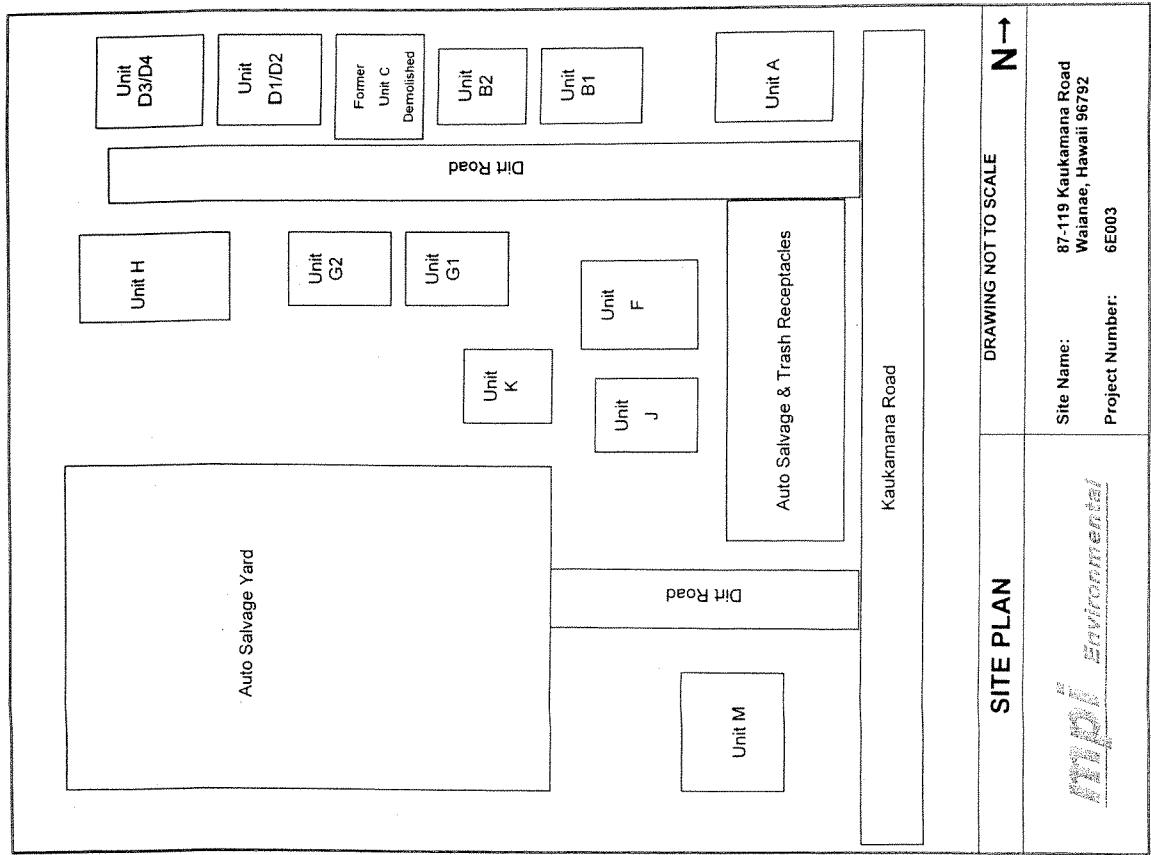 Unit
D3/D4
Unit
D1/D2
Former
Unit C
Demolished
Unit
B2
Unit
B1
Unit A
Dirt Road
Unit H
Unit
G2
Unit
G1
Unit
F
Unit
K
Unit
J
Auto Salvage & Trash Receptacles
Kaukamana Road
Auto Salvage Yard
Dirt Road
Unit M
SITE PLAN
DRAWING NOT TO SCALE
N→
mpi Environmental
Site Name: 87-119 Kaukamana Road
Waianae, Hawaii 96792
Project Number: 6E003